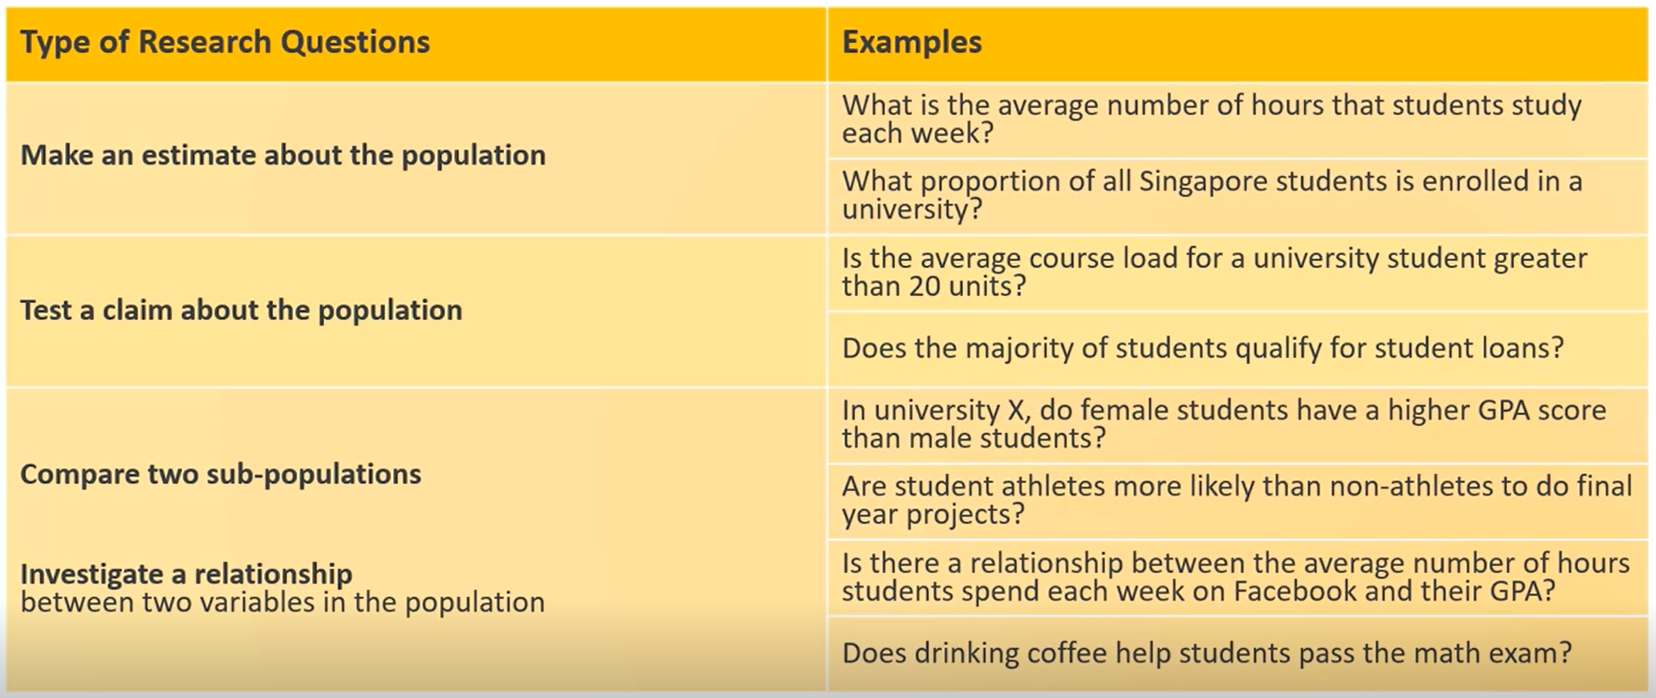 Type of Research Questions
Examples
Make an estimate about the population
What is the average number of hours that students study
each week?
What proportion of all Singapore students is enrolled in a
university?
Test a claim about the population
Is the average course load for a university student greater
than 20 units?
Does the majority of students qualify for student loans?
Compare two sub-populations
In university X, do female students have a higher GPA score
than male students?
Are student athletes more likely than non-athletes to do final
year projects?
Investigate a relationship
between two variables in the population
Is there a relationship between the average number of hours
students spend each week on Facebook and their GPA?
Does drinking coffee help students pass the math exam?